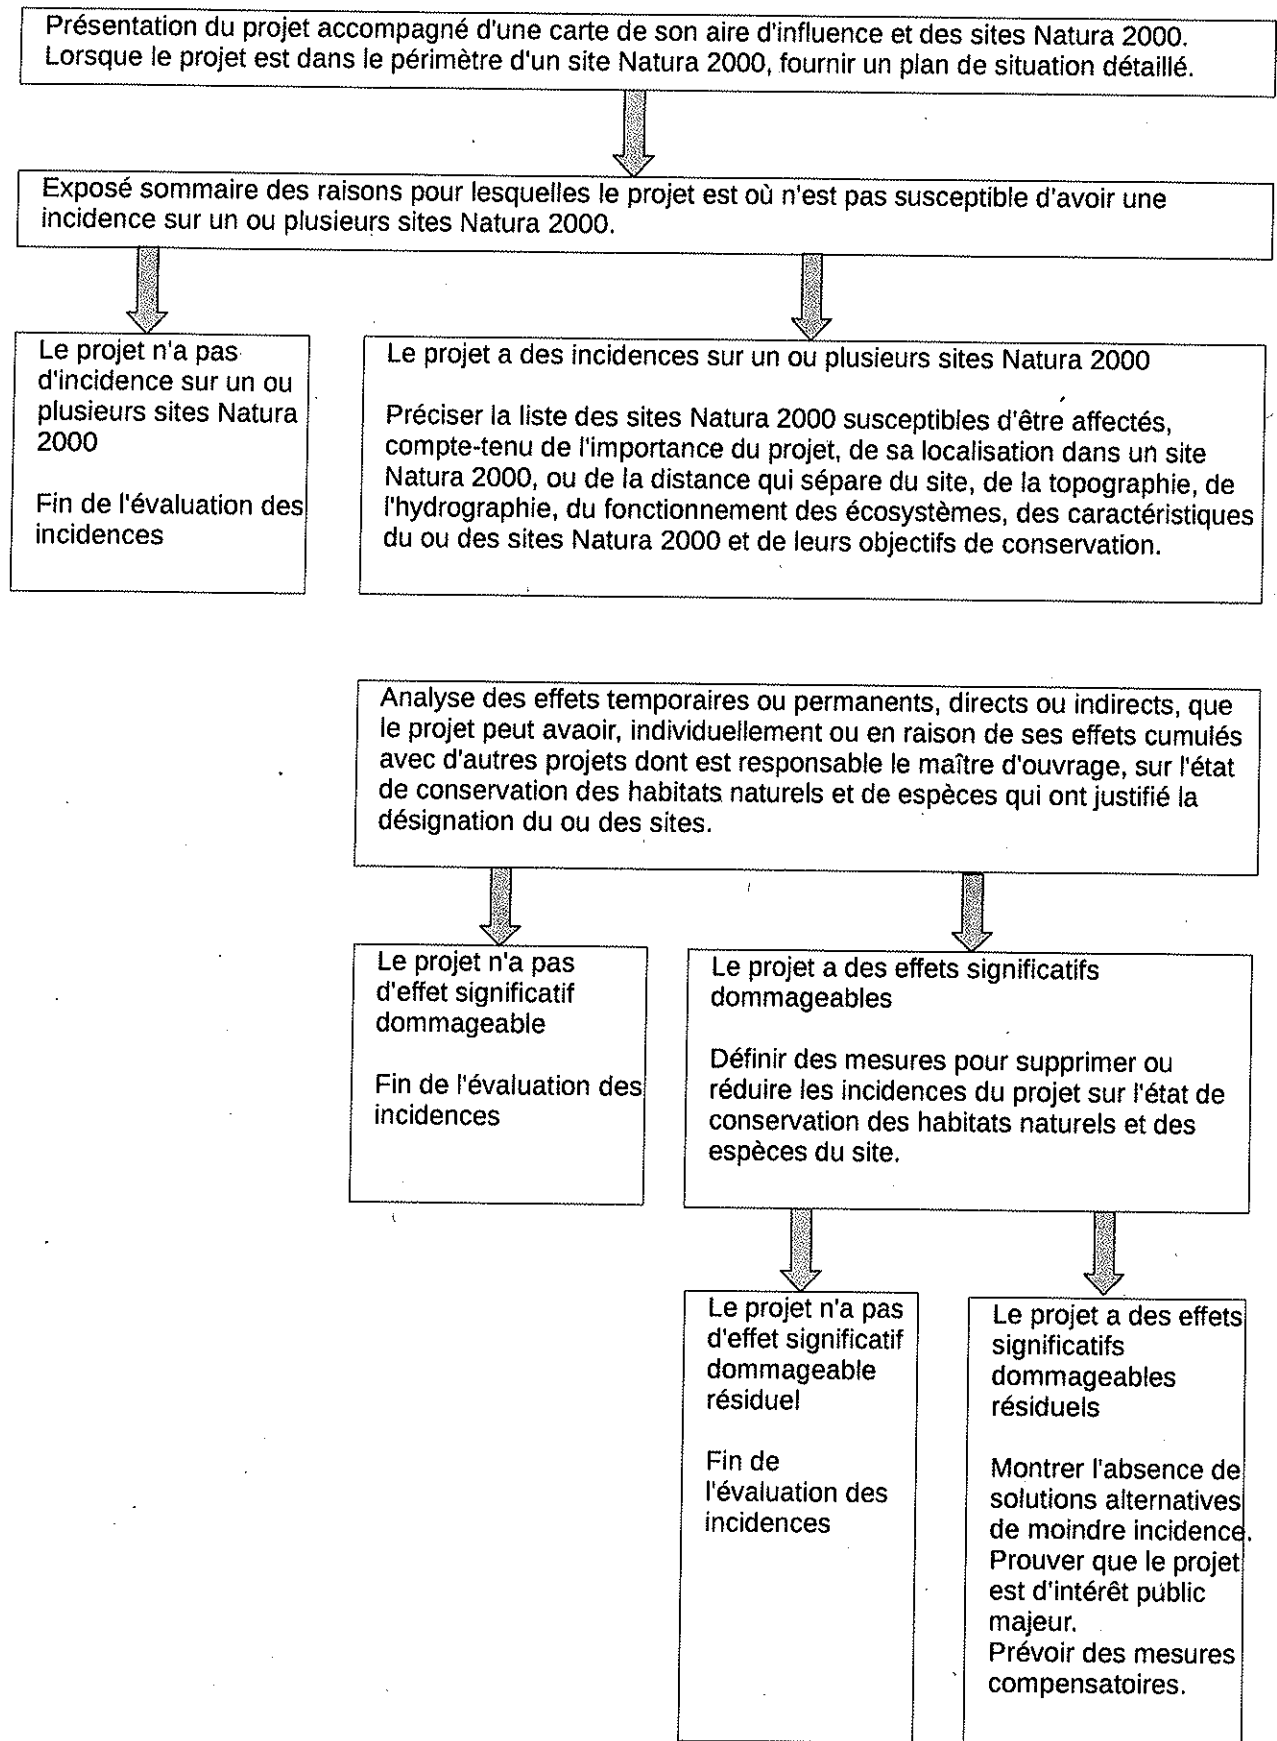 Présentation du projet accompagné d'une carte de son aire d'influence et des sites Natura 2000.
Lorsque le projet est dans le périmètre d'un site Natura 2000, fournir un plan de situation détaillé.
Exposé sommaire des raisons pour lesquelles le projet est où n'est pas susceptible d'avoir une
incidence sur un ou plusieurs sites Natura 2000.
Le projet n'a pas
d'incidence sur un ou
plusieurs sites Natura
2000
Fin de l'évaluation des
incidences
Le projet a des incidences sur un ou plusieurs sites Natura 2000
Préciser la liste des sites Natura 2000 susceptibles d'être affectés,
compte-tenu de l'importance du projet, de sa localisation dans un site
Natura 2000, ou de la distance qui sépare du site, de la topographie, de
l'hydrographie, du fonctionnement des écosystèmes, des caractéristiques
du ou des sites Natura 2000 et de leurs objectifs de conservation.
Analyse des effets temporaires ou permanents, directs ou indirects, que
le projet peut avaoir, individuellement ou en raison de ses effets cumulés
avec d'autres projets dont est responsable le maître d'ouvrage, sur l'état
de conservation des habitats naturels et de espèces qui ont justifié la
désignation du ou des sites.
Le projet n'a pas
d'effet significatif
dommageable
Fin de l'évaluation des
incidences
Le projet a des effets significatifs
dommageables
Définir des mesures pour supprimer ou
réduire les incidences du projet sur l'état de
conservation des habitats naturels et des
espèces du site.
Le projet n'a pas
d'effet significatif
dommageable
résiduel
Fin de
l'évaluation des
incidences
Le projet a des effets
significatifs
dommageables
résiduels
Montrer l'absence de
solutions alternatives
de moindre incidence.
Prouver que le projet
est d'intérêt public
majeur.
Prévoir des mesures
compensatoires.